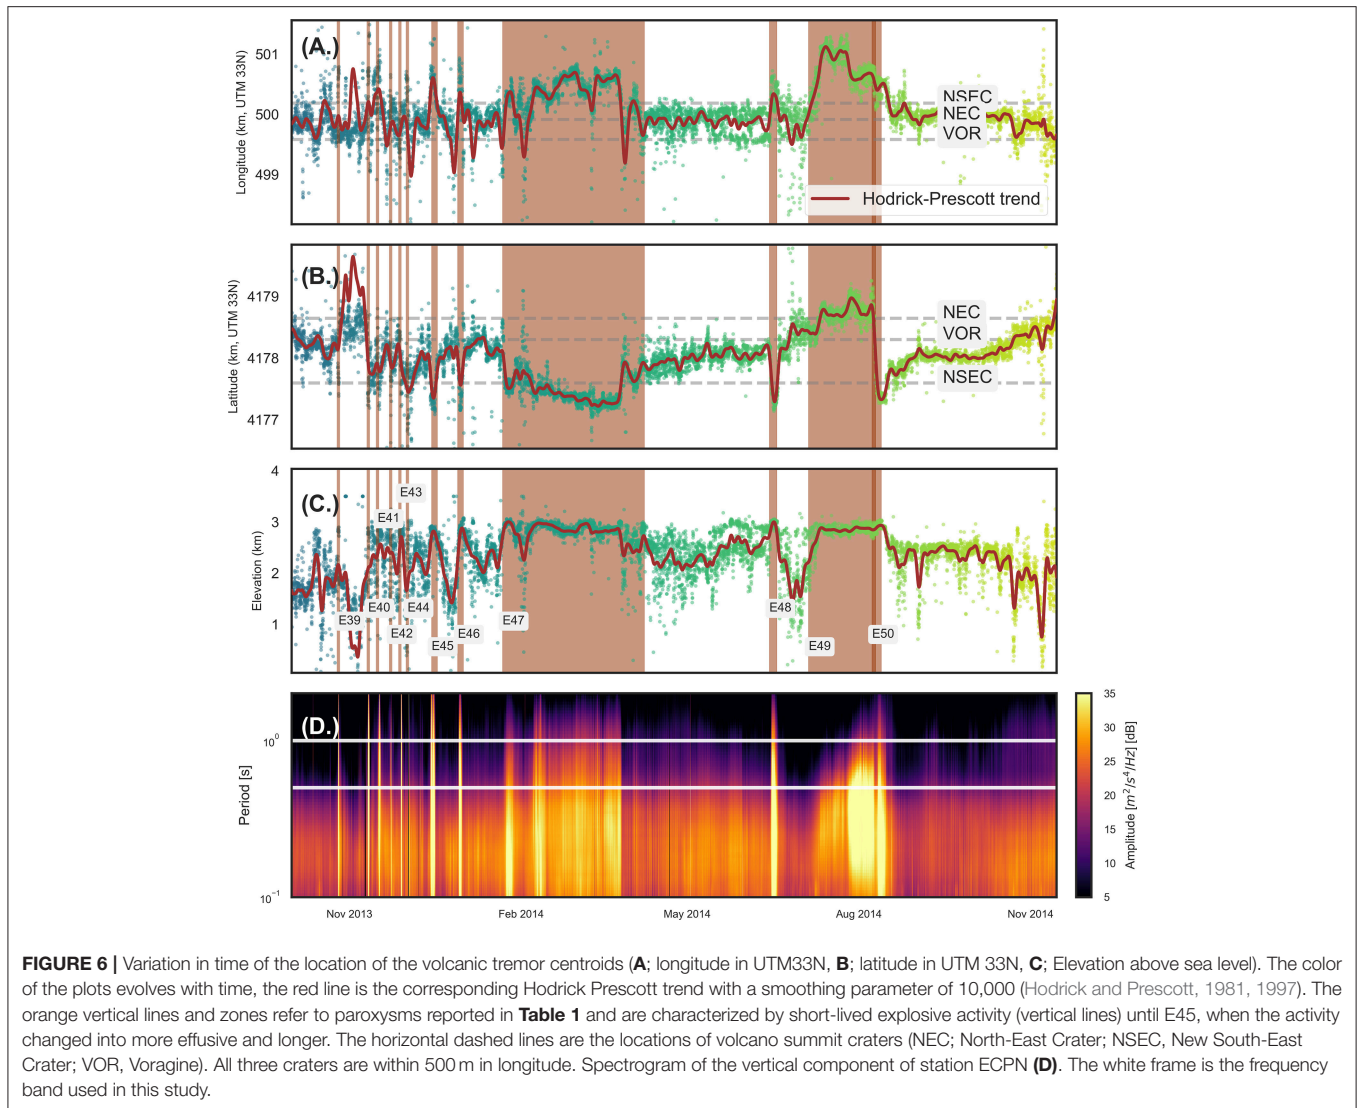 (A.)
Longitude (km, UTM 33N)
501
500
499
NSEC
NEC
VOR
Hodrick-Prescott trend
(B.)
Latitude (km, UTM 33N)
4179
4178
4177
NEC
VOR
NSEC
(C.)
Elevation (km)
4
3
2
1
E43
E41
E40
E44
E39
E42
E45
E46
E47
E48
E49
E50
(D.)
Period [s]
10⁰
10⁻¹
Nov 2013
Feb 2014
May 2014
Aug 2014
Nov 2014
35
30
25
20
15
10
5
Amplitude [m²/s⁴/Hz] [dB]
FIGURE 6 | Variation in time of the location of the volcanic tremor centroids (A; longitude in UTM33N, B; latitude in UTM 33N, C; Elevation above sea level). The color
of the plots evolves with time, the red line is the corresponding Hodrick Prescott trend with a smoothing parameter of 10,000 (Hodrick and Prescott, 1981, 1997). The
orange vertical lines and zones refer to paroxysms reported in Table 1 and are characterized by short-lived explosive activity (vertical lines) until E45, when the activity
changed into more effusive and longer. The horizontal dashed lines are the locations of volcano summit craters (NEC; North-East Crater; NSEC, New South-East
Crater; VOR, Voragine). All three craters are within 500 m in longitude. Spectrogram of the vertical component of station ECPN (D). The white frame is the frequency
band used in this study.